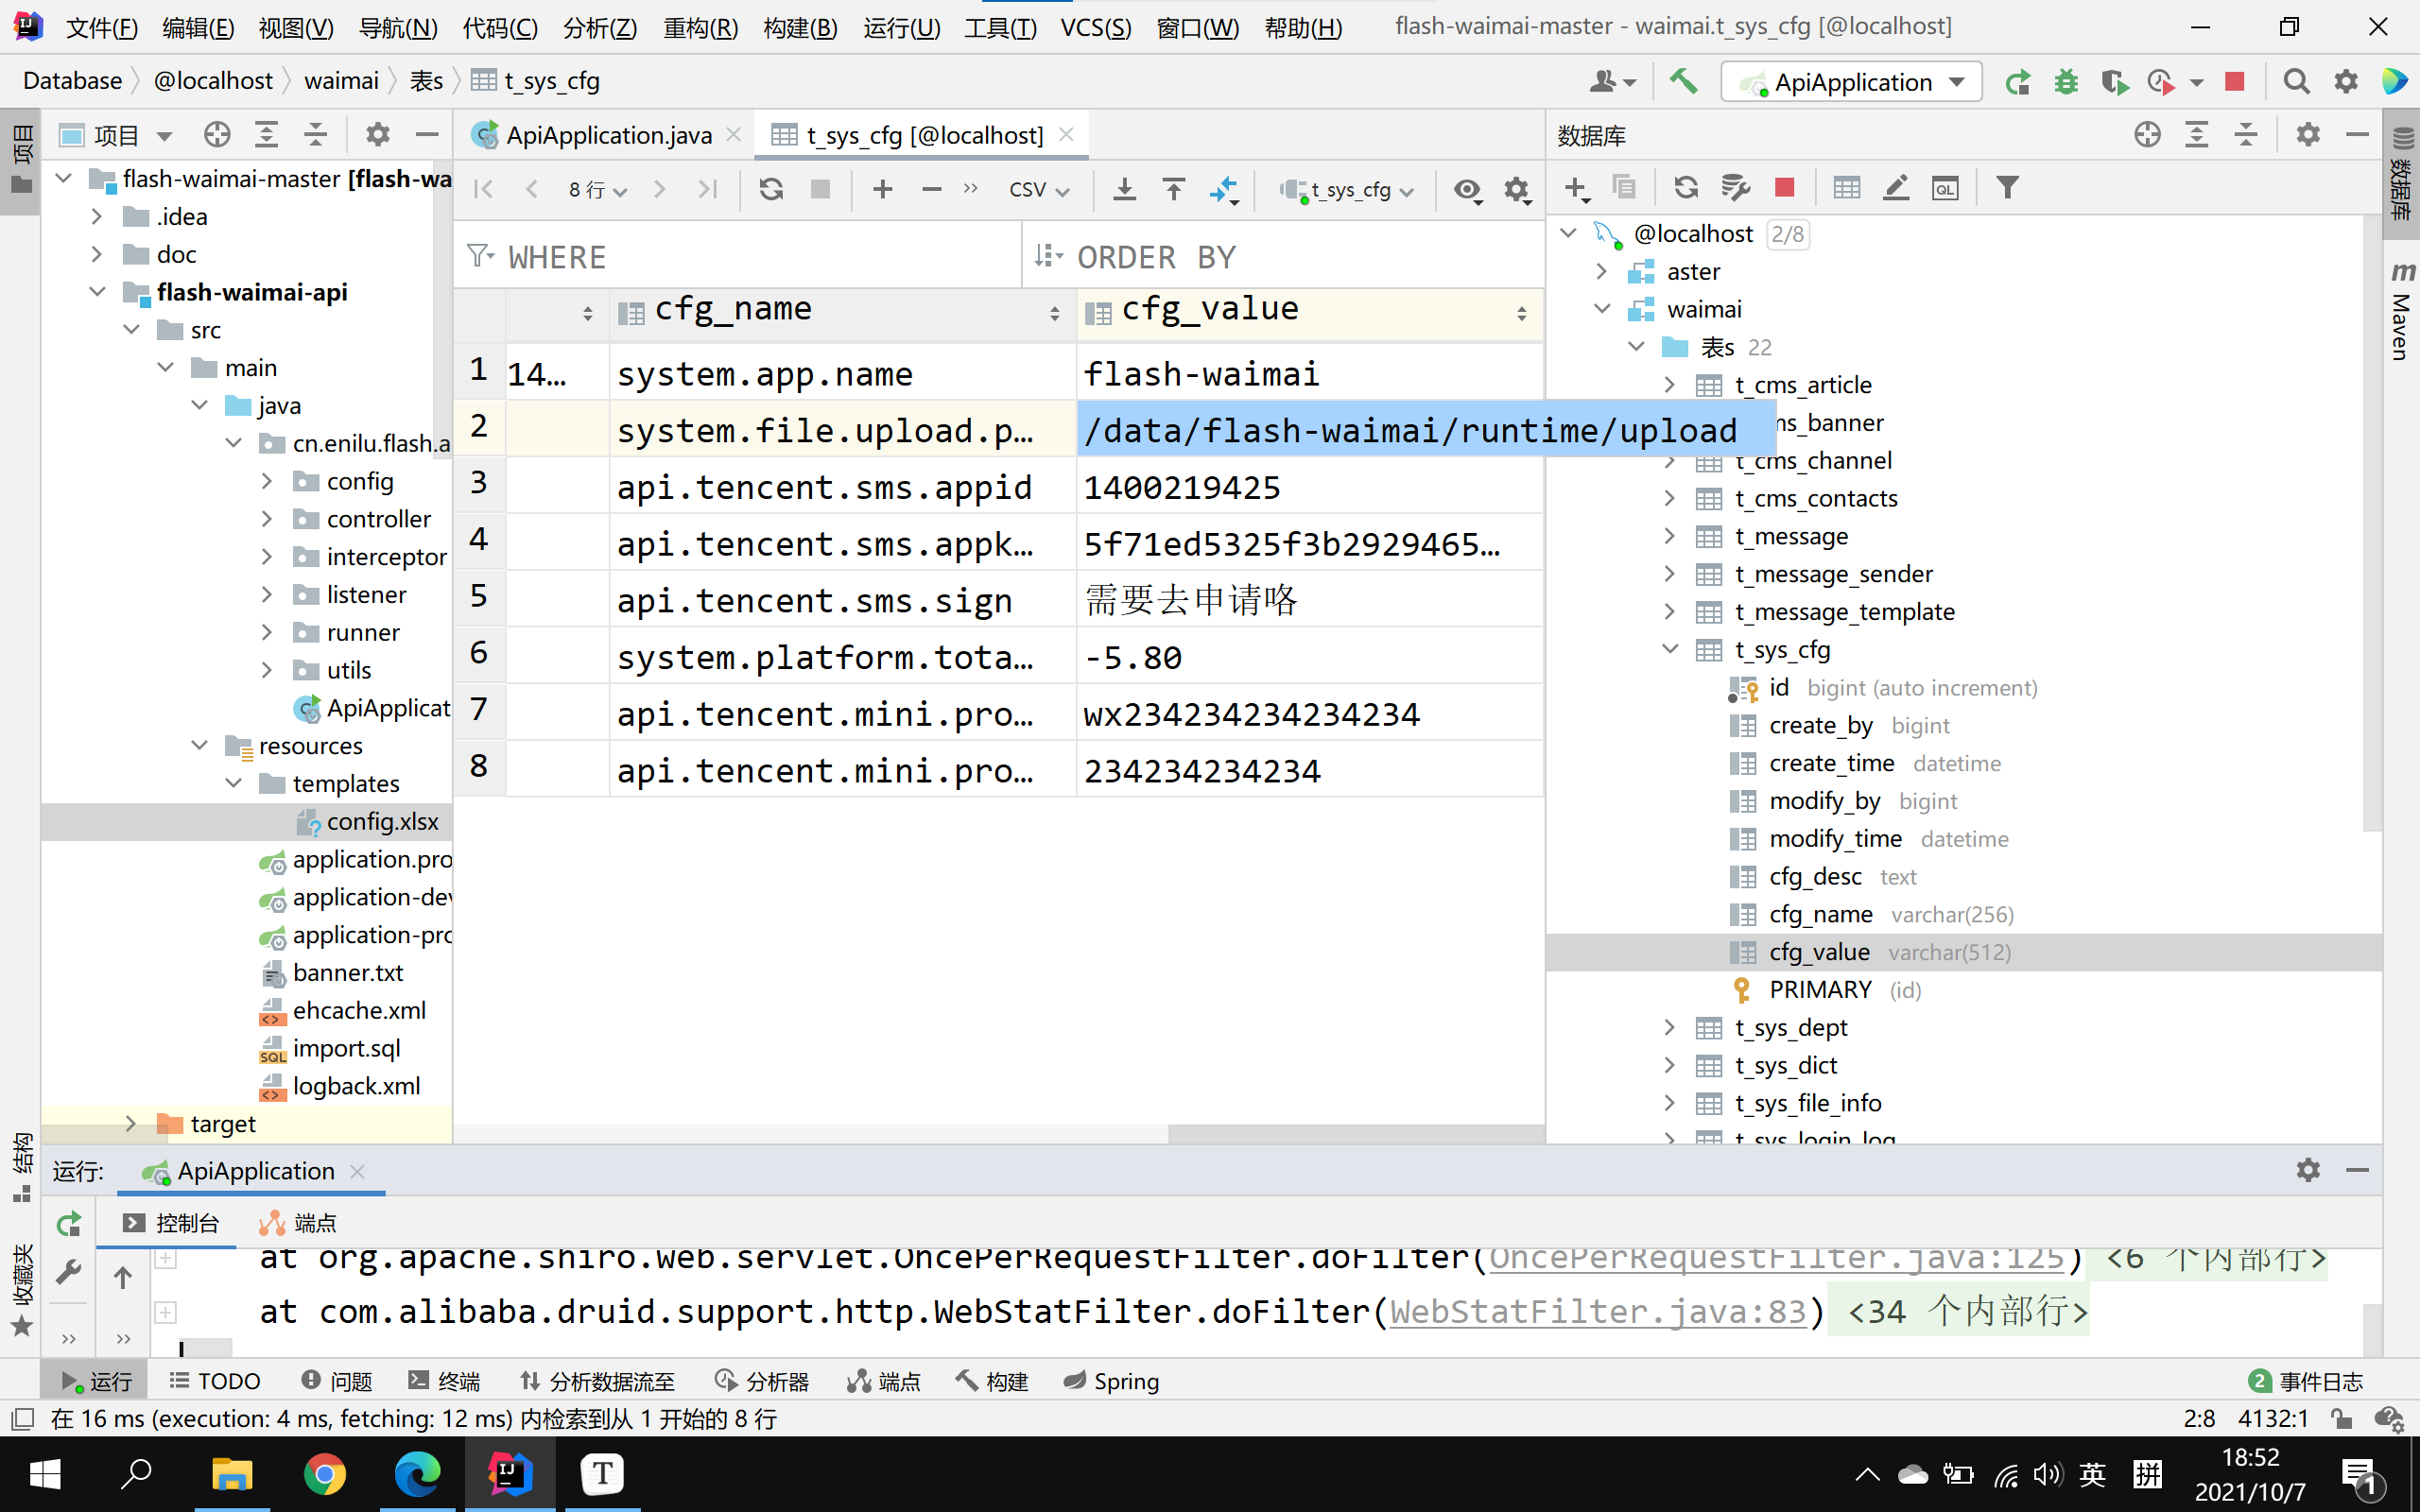 文件(F) 编辑(E) 视图(V) 导航(N) 代码(C) 分析(Z) 重构(R) 构建(B) 运行(U) 工具(T) VCS(S) 窗口(W) 帮助(H) flash-waimai-master - waimai.t_sys_cfg [@localhost]
Database @localhost waimai 表s t_sys_cfg ApiApplication
项目
项目
ApiApplication.java
t_sys_cfg [@localhost]
8 行 CSV t_sys_cfg
WHERE ORDER BY
cfg_name cfg_value
1 14... system.app.name flash-waimai
2 system.file.upload.p... /data/flash-waimai/runtime/upload
3 api.tencent.sms.appid 1400219425
4 api.tencent.sms.appk... 5f71ed5325f3b2929465...
5 api.tencent.sms.sign 需要去申请咯
6 system.platform.tota... -5.80
7 api.tencent.mini.pro... wx234234234234234
8 api.tencent.mini.pro... 234234234234
flash-waimai-master [flash-wa
.idea
doc
flash-waimai-api
src
main
java
cn.enilu.flash.a
config
controller
interceptor
listener
runner
utils
ApiApplicat
resources
templates
config.xlsx
application.pro
application-dev
application-pro
banner.txt
ehcache.xml
import.sql
logback.xml
target
数据库
QL
@localhost 2/8
aster
waimai
表s 22
t_cms_article
ms_banner
t_cms_channel
t_cms_contacts
t_message
t_message_sender
t_message_template
t_sys_cfg
id bigint (auto increment)
create_by bigint
create_time datetime
modify_by bigint
modify_time datetime
cfg_desc text
cfg_name varchar(256)
cfg_value varchar(512)
PRIMARY (id)
t_sys_dept
t_sys_dict
t_sys_file_info
t_sys_login_log
数据库
Maven
结构
收藏夹
运行: ApiApplication
控制台 端点
at org.apache.shiro.web.servlet.OncePerRequestFilter.doFilter(OncePerRequestFilter.java:125) <6 个内部行>
at com.alibaba.druid.support.http.WebStatFilter.doFilter(WebStatFilter.java:83) <34 个内部行>
运行 TODO 问题 终端 分析数据流至 分析器 端点 构建 Spring 2 事件日志
在 16 ms (execution: 4 ms, fetching: 12 ms) 内检索到从 1 开始的 8 行 2:8 4132:1
英 拼 18:52
2021/10/7 1